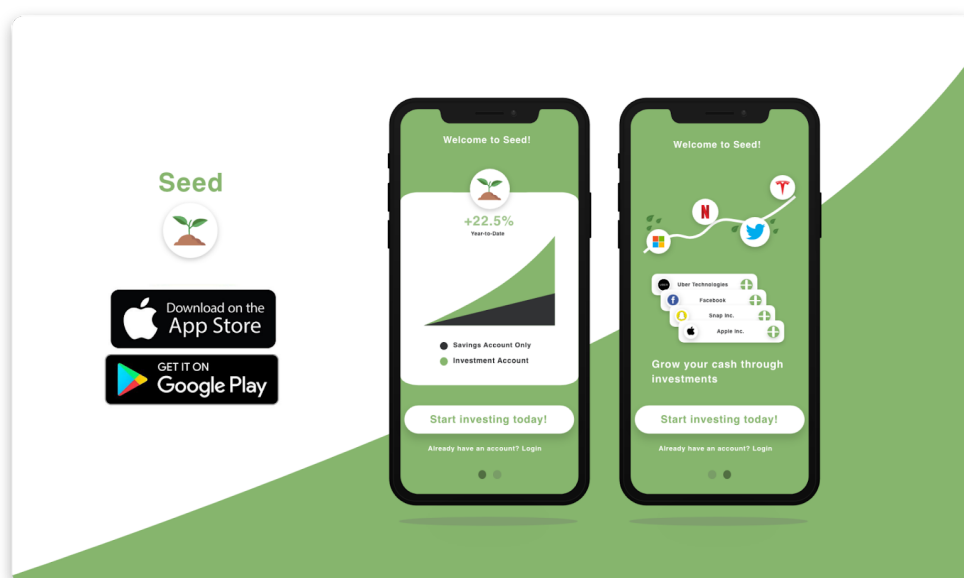 Seed
Download on the
App Store
GET IT ON
Google Play
Welcome to Seed!
+22.5%
Year-to-Date
Savings Account Only
Investment Account
Start investing today!
Already have an account? Login
Welcome to Seed!
Uber Technologies
Facebook
Snap Inc.
Apple Inc.
Grow your cash through
investments
Start investing today!
Already have an account? Login